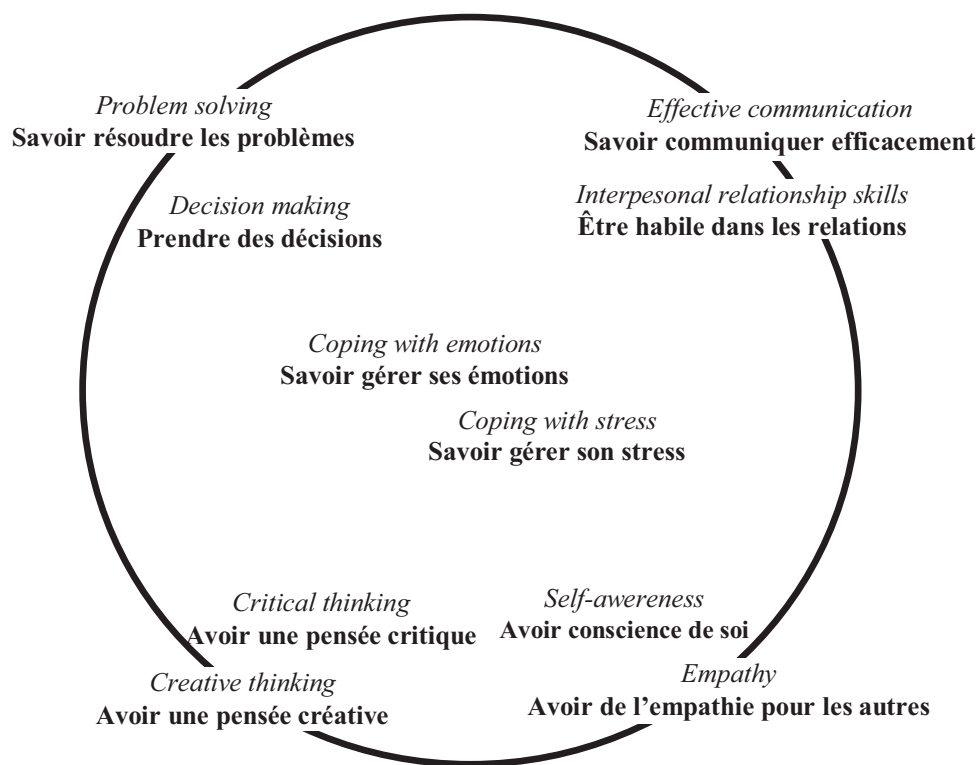 Problem solving
Savoir résoudre les problèmes
Effective communication
Savoir communiquer efficacement
Decision making
Prendre des décisions
Interpesonal relationship skills
Être habile dans les relations
Coping with emotions
Savoir gérer ses émotions
Coping with stress
Savoir gérer son stress
Critical thinking
Avoir une pensée critique
Self-awereness
Avoir conscience de soi
Creative thinking
Avoir une pensée créative
Empathy
Avoir de l’empathie pour les autres